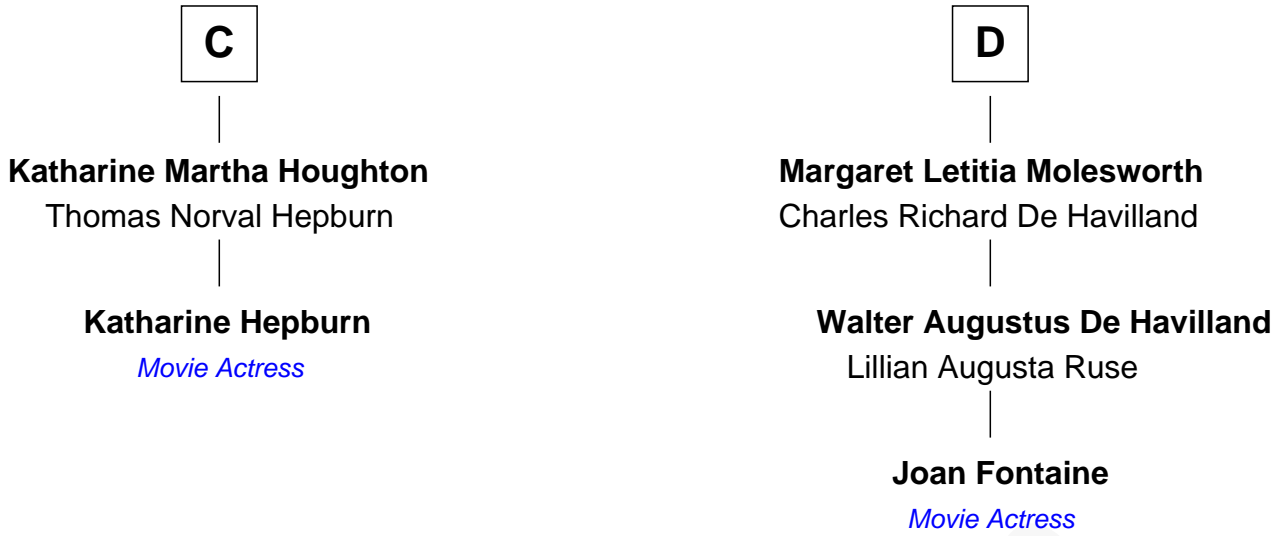 C
Katharine Martha Houghton
Thomas Norval Hepburn
Katharine Hepburn
Movie Actress
D
Margaret Letitia Molesworth
Charles Richard De Havilland
Walter Augustus De Havilland
Lillian Augusta Ruse
Joan Fontaine
Movie Actress